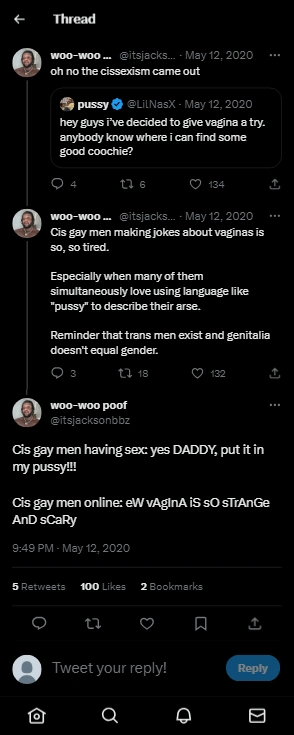 Thread
woo-woo ... @itsjacks... · May 12, 2020
oh no the cissexism came out
pussy @LilNasX · May 12, 2020
hey guys i've decided to give vagina a try.
anybody know where i can find some
good coochie?
4 6 134
woo-woo ... @itsjacks... · May 12, 2020
Cis gay men making jokes about vaginas is
so, so tired.
Especially when many of them
simultaneously love using language like
"pussy" to describe their arse.
Reminder that trans men exist and genitalia
doesn't equal gender.
3 18 132
woo-woo poof
@itsjacksonbbz
Cis gay men having sex: yes DADDY, put it in
my pussy!!!
Cis gay men online: eW vAgInA iS sO sTrAnGe
AnD sCaRy
9:49 PM · May 12, 2020
5 Retweets 100 Likes 2 Bookmarks
Tweet your reply!
Reply